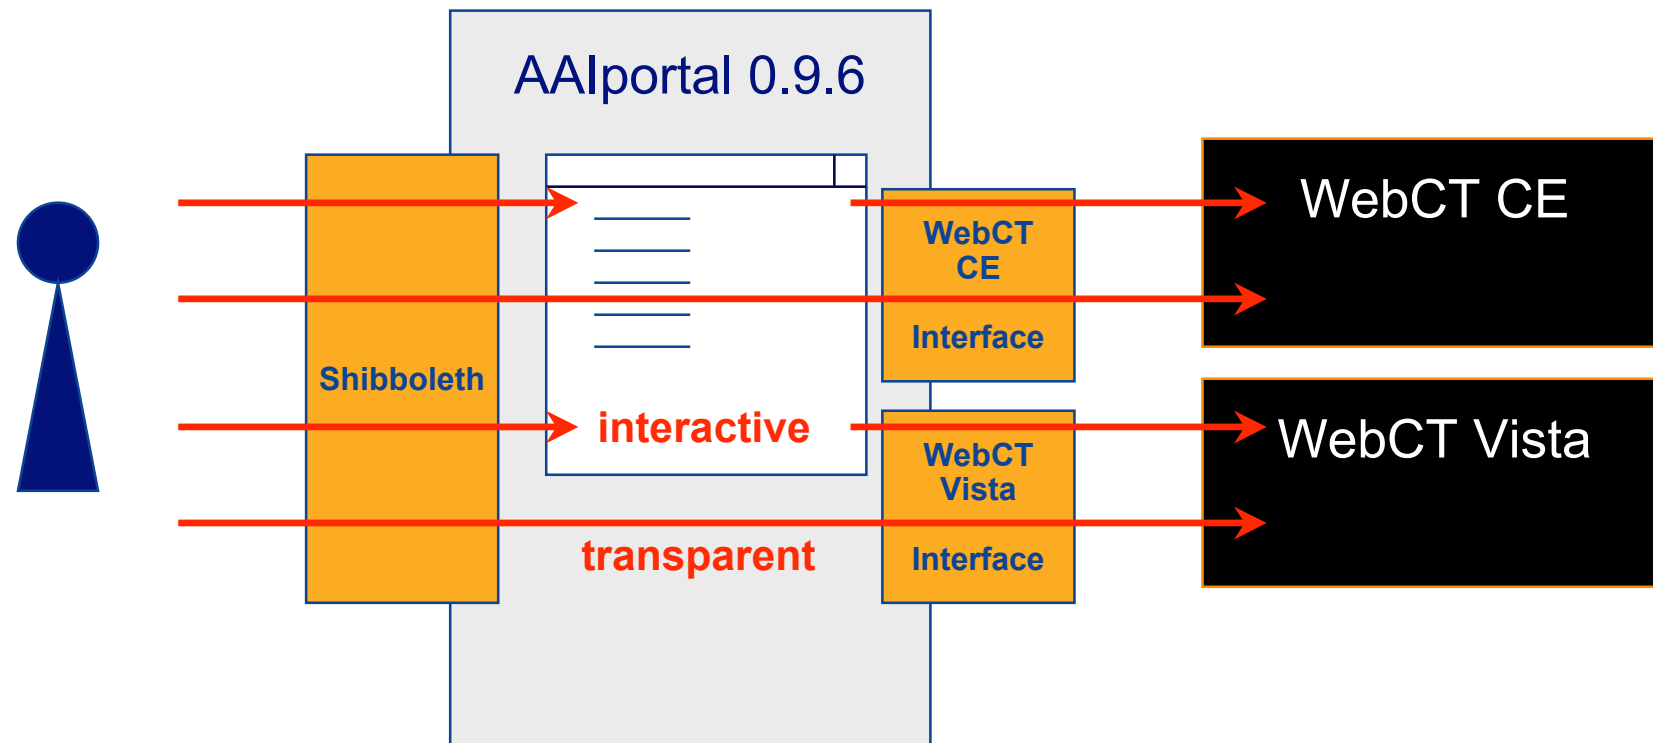 AAIportal 0.9.6
WebCT CE
WebCT
CE
Interface
Shibboleth
interactive
WebCT Vista
WebCT
Vista
Interface
transparent